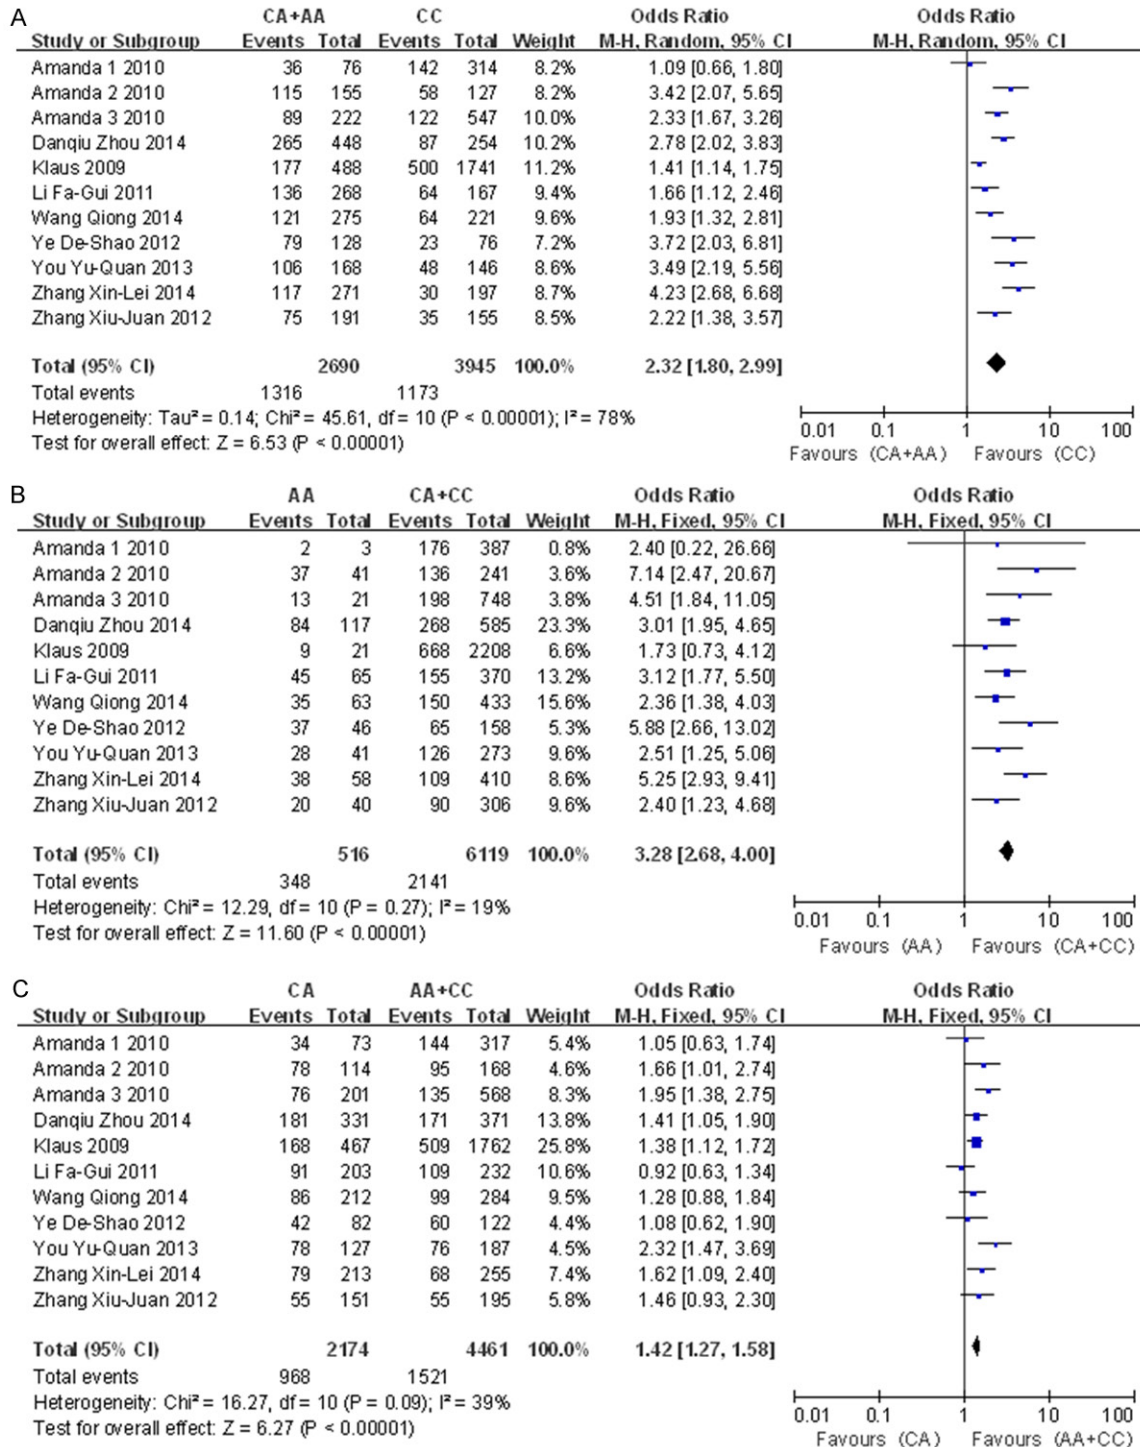 A
CA+AA CC Odds Ratio Odds Ratio
Study or Subgroup Events Total Events Total Weight M-H, Random, 95% CI M-H, Random, 95% CI
Amanda 1 2010 36 76 142 314 8.2% 1.09 [0.66, 1.80]
Amanda 2 2010 115 155 58 127 8.2% 3.42 [2.07, 5.65]
Amanda 3 2010 89 222 122 547 10.0% 2.33 [1.67, 3.26]
Danqiu Zhou 2014 265 448 87 254 10.2% 2.78 [2.02, 3.83]
Klaus 2009 177 488 500 1741 11.2% 1.41 [1.14, 1.75]
Li Fa-Gui 2011 136 268 64 167 9.4% 1.66 [1.12, 2.46]
Wang Qiong 2014 121 275 64 221 9.6% 1.93 [1.32, 2.81]
Ye De-Shao 2012 79 128 23 76 7.2% 3.72 [2.03, 6.81]
You Yu-Quan 2013 106 168 48 146 8.6% 3.49 [2.19, 5.56]
Zhang Xin-Lei 2014 117 271 30 197 8.7% 4.23 [2.68, 6.68]
Zhang Xiu-Juan 2012 75 191 35 155 8.5% 2.22 [1.38, 3.57]
Total (95% CI) 2690 3945 100.0% 2.32 [1.80, 2.99]
Total events 1316 1173
Heterogeneity: Tau² = 0.14; Chi² = 45.61, df = 10 (P < 0.00001); I² = 78%
Test for overall effect: Z = 6.53 (P < 0.00001)
0.01 0.1 1 10 100
Favours (CA+AA) Favours (CC)
B
AA CA+CC Odds Ratio Odds Ratio
Study or Subgroup Events Total Events Total Weight M-H, Fixed, 95% CI M-H, Fixed, 95% CI
Amanda 1 2010 2 3 176 387 0.8% 2.40 [0.22, 26.66]
Amanda 2 2010 37 41 136 241 3.6% 7.14 [2.47, 20.67]
Amanda 3 2010 13 21 198 748 3.8% 4.51 [1.84, 11.05]
Danqiu Zhou 2014 84 117 268 585 23.3% 3.01 [1.95, 4.65]
Klaus 2009 9 21 668 2208 6.6% 1.73 [0.73, 4.12]
Li Fa-Gui 2011 45 65 155 370 13.2% 3.12 [1.77, 5.50]
Wang Qiong 2014 35 63 150 433 15.6% 2.36 [1.38, 4.03]
Ye De-Shao 2012 37 46 65 158 5.3% 5.88 [2.66, 13.02]
You Yu-Quan 2013 28 41 126 273 9.6% 2.51 [1.25, 5.06]
Zhang Xin-Lei 2014 38 58 109 410 8.6% 5.25 [2.93, 9.41]
Zhang Xiu-Juan 2012 20 40 90 306 9.6% 2.40 [1.23, 4.68]
Total (95% CI) 516 6119 100.0% 3.28 [2.68, 4.00]
Total events 348 2141
Heterogeneity: Chi² = 12.29, df = 10 (P = 0.27); I² = 19%
Test for overall effect: Z = 11.60 (P < 0.00001)
0.01 0.1 1 10 100
Favours (AA) Favours (CA+CC)
C
CA AA+CC Odds Ratio Odds Ratio
Study or Subgroup Events Total Events Total Weight M-H, Fixed, 95% CI M-H, Fixed, 95% CI
Amanda 1 2010 34 73 144 317 5.4% 1.05 [0.63, 1.74]
Amanda 2 2010 78 114 95 168 4.6% 1.66 [1.01, 2.74]
Amanda 3 2010 76 201 135 568 8.3% 1.95 [1.38, 2.75]
Danqiu Zhou 2014 181 331 171 371 13.8% 1.41 [1.05, 1.90]
Klaus 2009 168 467 509 1762 25.8% 1.38 [1.12, 1.72]
Li Fa-Gui 2011 91 203 109 232 10.6% 0.92 [0.63, 1.34]
Wang Qiong 2014 86 212 99 284 9.5% 1.28 [0.88, 1.84]
Ye De-Shao 2012 42 82 60 122 4.4% 1.08 [0.62, 1.90]
You Yu-Quan 2013 78 127 76 187 4.5% 2.32 [1.47, 3.69]
Zhang Xin-Lei 2014 79 213 68 255 7.4% 1.62 [1.09, 2.40]
Zhang Xiu-Juan 2012 55 151 55 195 5.8% 1.46 [0.93, 2.30]
Total (95% CI) 2174 4461 100.0% 1.42 [1.27, 1.58]
Total events 968 1521
Heterogeneity: Chi² = 16.27, df = 10 (P = 0.09); I² = 39%
Test for overall effect: Z = 6.27 (P < 0.00001)
0.01 0.1 1 10 100
Favours (CA) Favours (AA+CC)